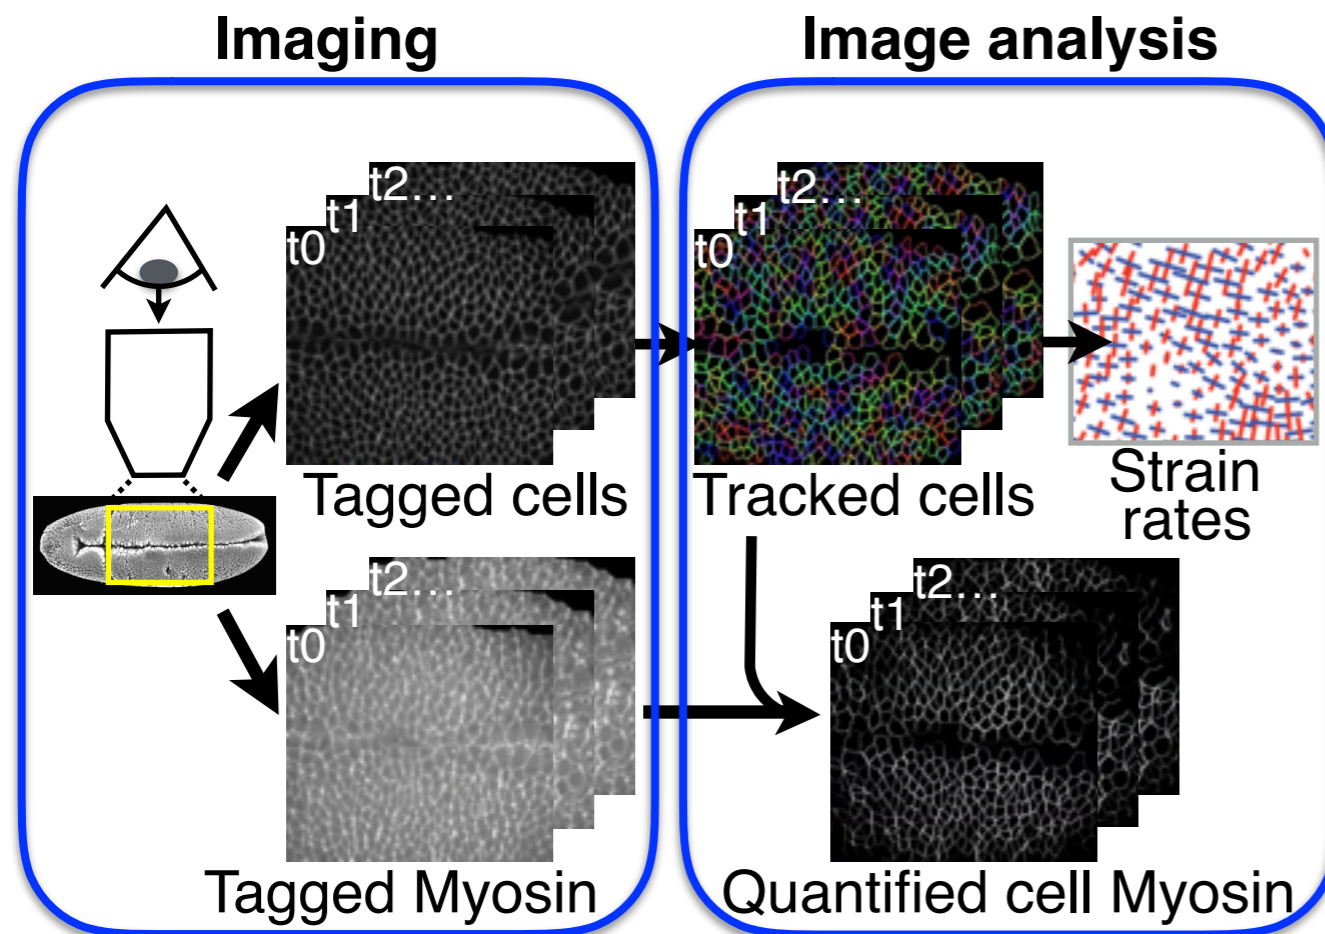 Imaging
Image analysis
t2...
t1
t0
t2...
t1
t0
Tagged cells
Tracked cells
Strain
rates
t2...
t1
t0
t2...
t1
t0
Tagged Myosin
Quantified cell Myosin